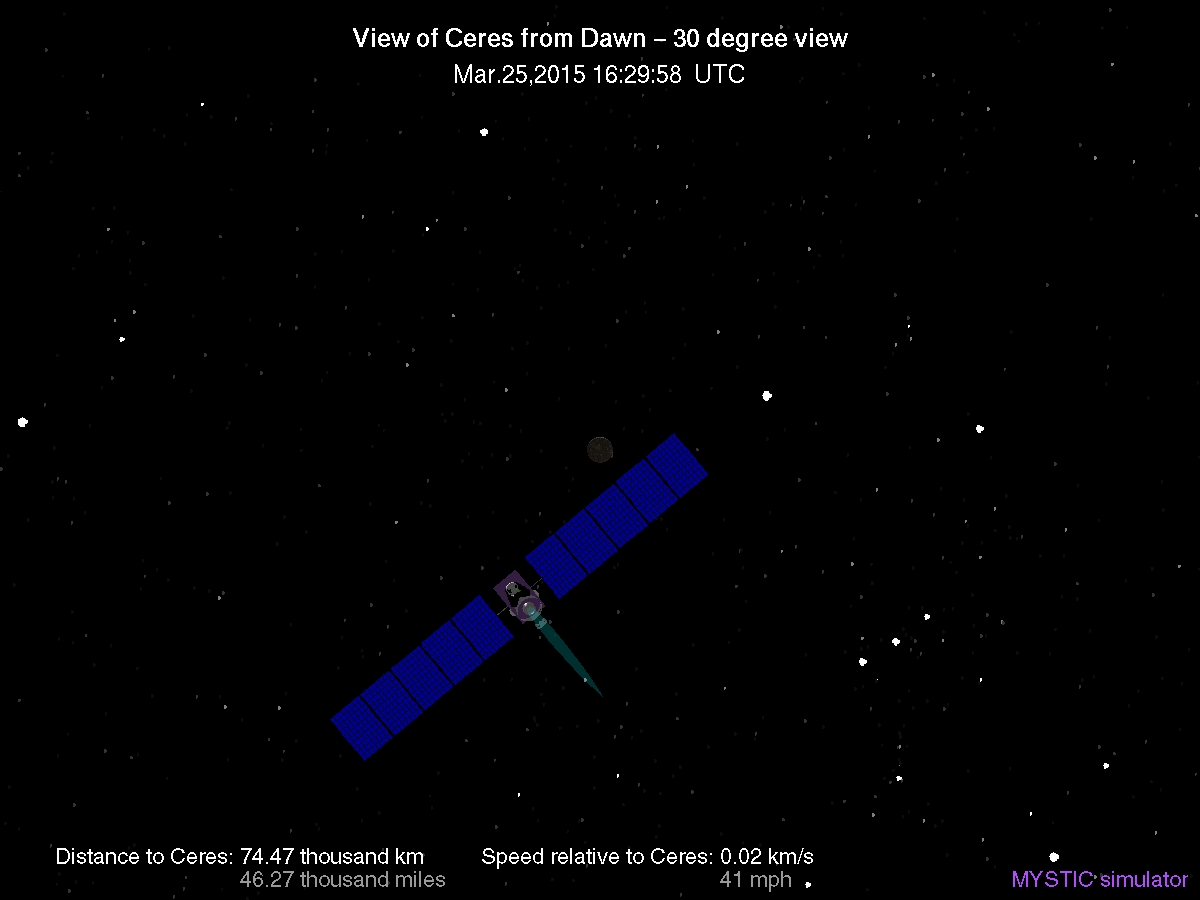 View of Ceres from Dawn – 30 degree view
Mar.25,2015 16:29:58 UTC
Distance to Ceres: 74.47 thousand km
46.27 thousand miles
Speed relative to Ceres: 0.02 km/s
41 mph
MYSTIC simulator